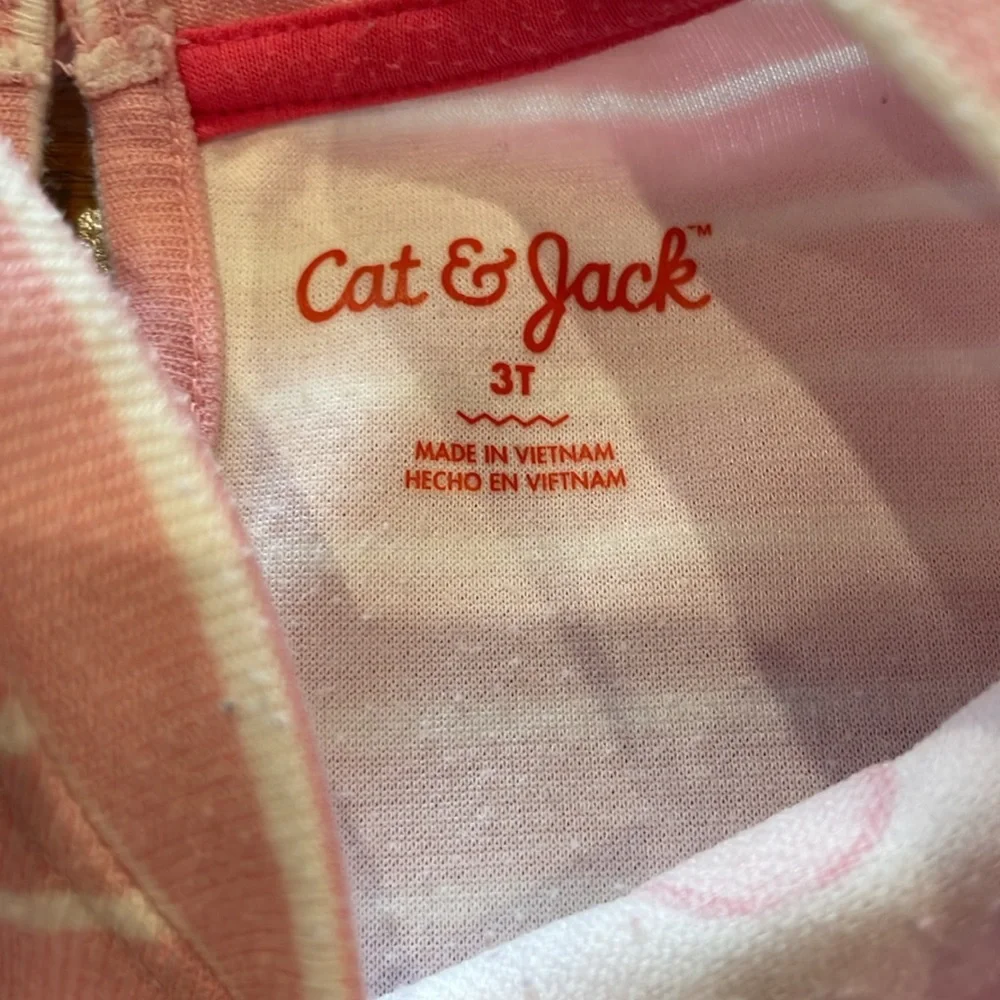 Cat & Jack™
3T
MADE IN VIETNAM
HECHO EN VIETNAM